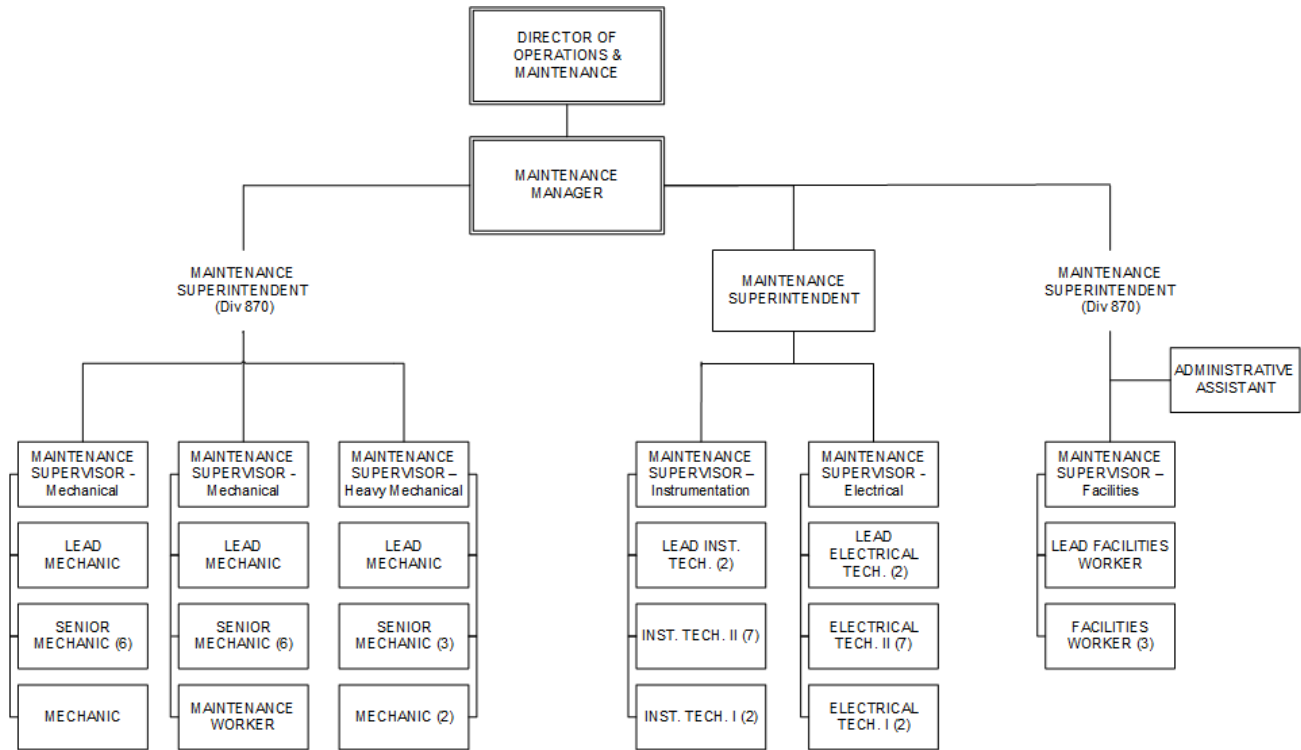 DIRECTOR OF
OPERATIONS &
MAINTENANCE
MAINTENANCE
MANAGER
MAINTENANCE
SUPERINTENDENT
(Div 870)
MAINTENANCE
SUPERINTENDENT
MAINTENANCE
SUPERINTENDENT
(Div 870)
ADMINISTRATIVE
ASSISTANT
MAINTENANCE
SUPERVISOR -
Mechanical
LEAD
MECHANIC
SENIOR
MECHANIC (6)
MECHANIC
MAINTENANCE
SUPERVISOR -
Mechanical
LEAD
MECHANIC
SENIOR
MECHANIC (6)
MAINTENANCE
WORKER
MAINTENANCE
SUPERVISOR –
Heavy Mechanical
LEAD
MECHANIC
SENIOR
MECHANIC (3)
MECHANIC (2)
MAINTENANCE
SUPERVISOR –
Instrumentation
LEAD INST.
TECH. (2)
INST. TECH. II (7)
INST. TECH. I (2)
MAINTENANCE
SUPERVISOR -
Electrical
LEAD
ELECTRICAL
TECH. (2)
ELECTRICAL
TECH. II (7)
ELECTRICAL
TECH. I (2)
MAINTENANCE
SUPERVISOR –
Facilities
LEAD FACILITIES
WORKER
FACILITIES
WORKER (3)